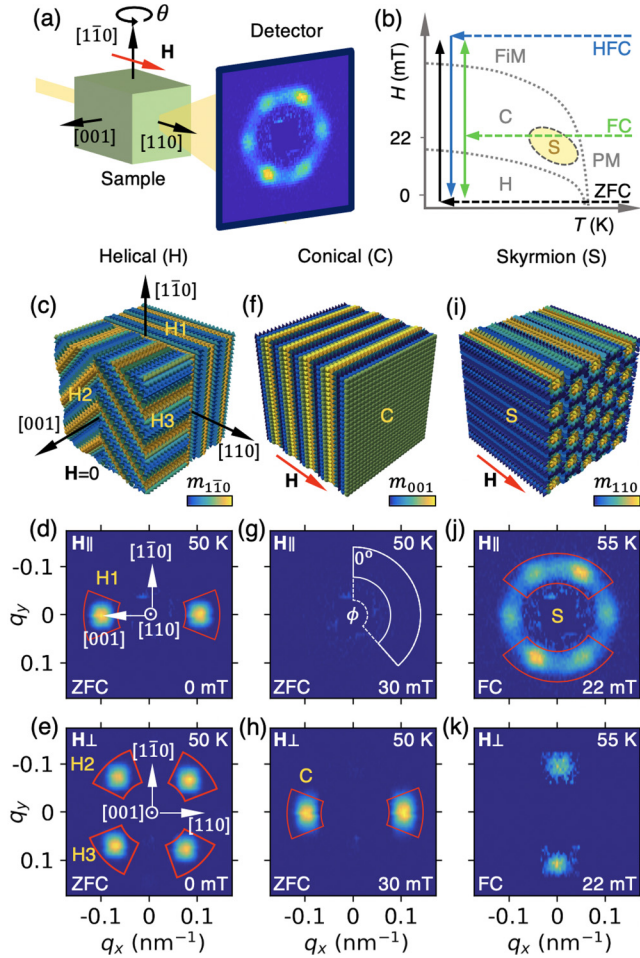 (a)
θ
[11̄0]
H
Detector
[001]
[110]
Sample
(b)
H (mT)
FiM
HFC
C
FC
22
S
PM
H
0
ZFC
T (K)
Helical (H)
Conical (C)
Skyrmion (S)
(c)
[11̄0]
H1
H2
H3
[001]
[110]
H=0
m11̄0
(f)
C
H
m001
(i)
S
H
m110
(d)
H∥
[11̄0]
50 K
H1
[001]
[110]
ZFC
0 mT
(g)
H∥
50 K
0º
ϕ
ZFC
30 mT
(j)
H∥
55 K
S
FC
22 mT
-0.1
0
0.1
qy
(e)
H⊥
[11̄0]
50 K
H2
[001]
[110]
H3
ZFC
0 mT
(h)
H⊥
50 K
C
ZFC
30 mT
(k)
H⊥
55 K
FC
22 mT
-0.1
0
0.1
qy
-0.1 0 0.1
qx (nm⁻¹)
-0.1 0 0.1
qx (nm⁻¹)
-0.1 0 0.1
qx (nm⁻¹)